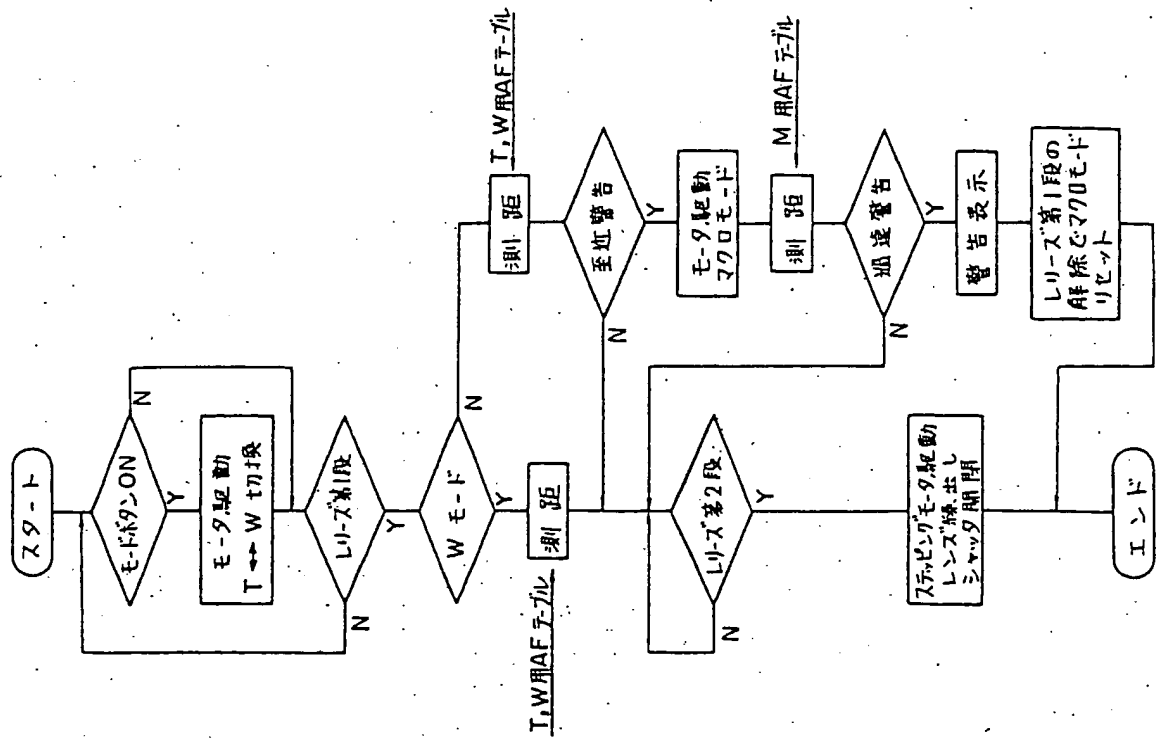 スタート
モードボタンON
N
Y
モータ駆動
T↔W切換
レリーズ第1段
N
Y
Wモード
N
Y
測距
T,W用AFテーブル
測距
T,W用AFテーブル
至近警告
N
Y
モータ駆動
マクロモード
測距
M用AFテーブル
過遠警告
N
Y
警告表示
レリーズ第1段の
解除でマクロモード
リセット
レリーズ第2段
N
Y
ステッピングモータ駆動
レンズ繰出し
シャッタ開閉
エンド